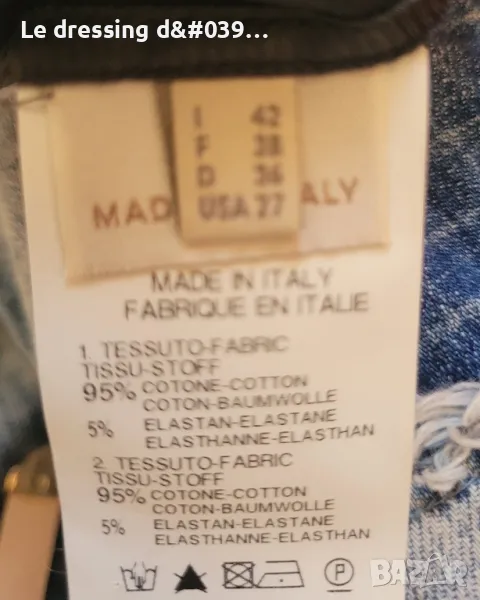 Le dressing d&#039...
I 42
F 38
D 36
USA 27
MAD ALY
MADE IN ITALY
FABRIQUE EN ITALIE
1. TESSUTO-FABRIC
TISSU-STOFF
95% COTONE-COTTON
COTON-BAUMWOLLE
5% ELASTAN-ELASTANE
ELASTHANNE-ELASTHAN
2. TESSUTO-FABRIC
TISSU-STOFF
95% COTONE-COTTON
COTON-BAUMWOLLE
5% ELASTAN-ELASTANE
ELASTHANNE-ELASTHAN
P
BAZAR